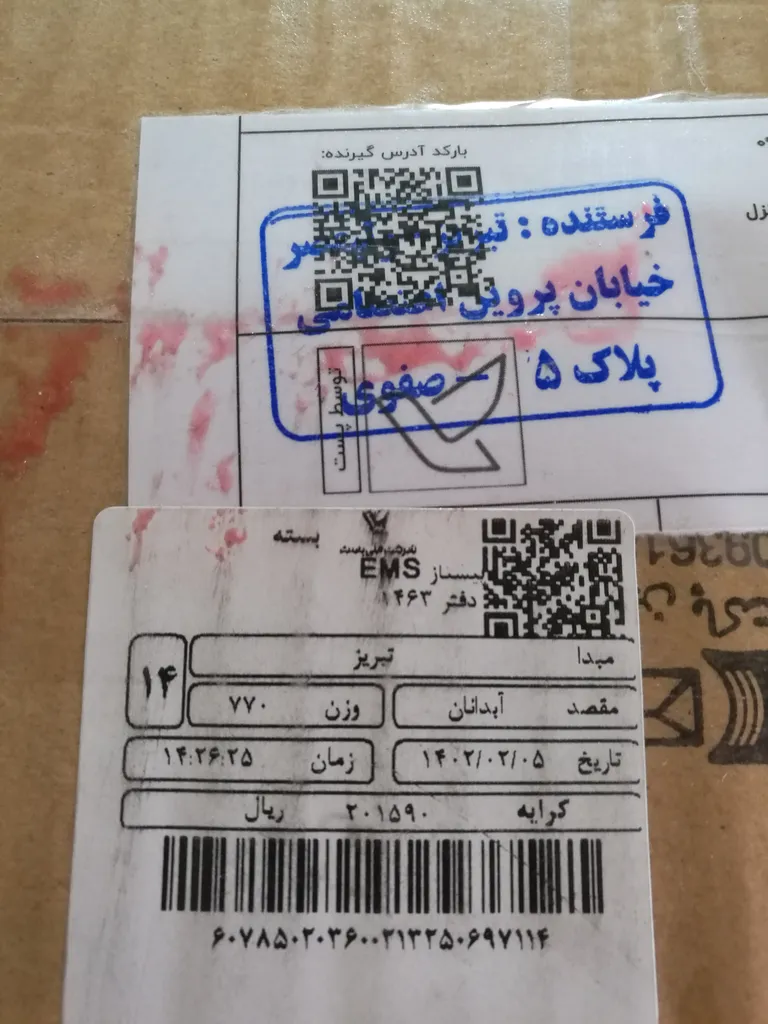 بارکد آدرس گیرنده:
فرستنده :
خیابان پروین اعتصامی
پلاک ۵ – صفوی
توسط پست
بسته
EMS پیشتاز
دفتر ۱۴۶۳
۱۴
مبدا تبریز
مقصد آبدانان
وزن ۷۷۰
تاریخ ۱۴۰۲/۰۲/۰۵
زمان ۱۴:۲۶:۲۵
کرایه ۲۰۱۵۹۰ ریال
۶۰۷۸۵۰۲۰۳۶۰۰۲۱۳۲۵۰۶۹۷۱۱۴